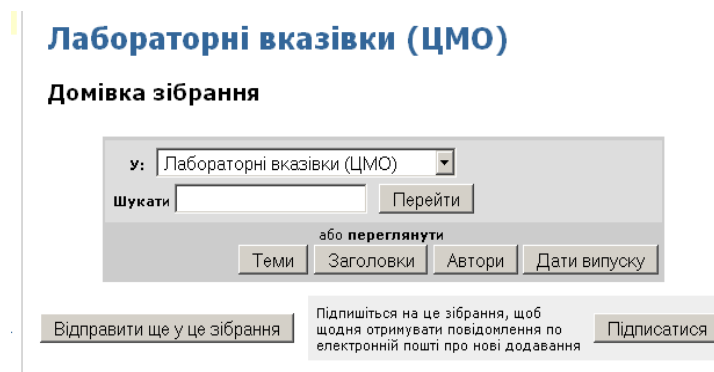 Лабораторні вказівки (ЦМО)
Домівка зібрання
У: Лабораторні вказівки (ЦМО)
Шукати Перейти
або переглянути
Теми Заголовки Автори Дати випуску
Відправити ще у це зібрання
Підпишіться на це зібрання, щоб
щодня отримувати повідомлення по
електронній пошті про нові додавання
Підписатися